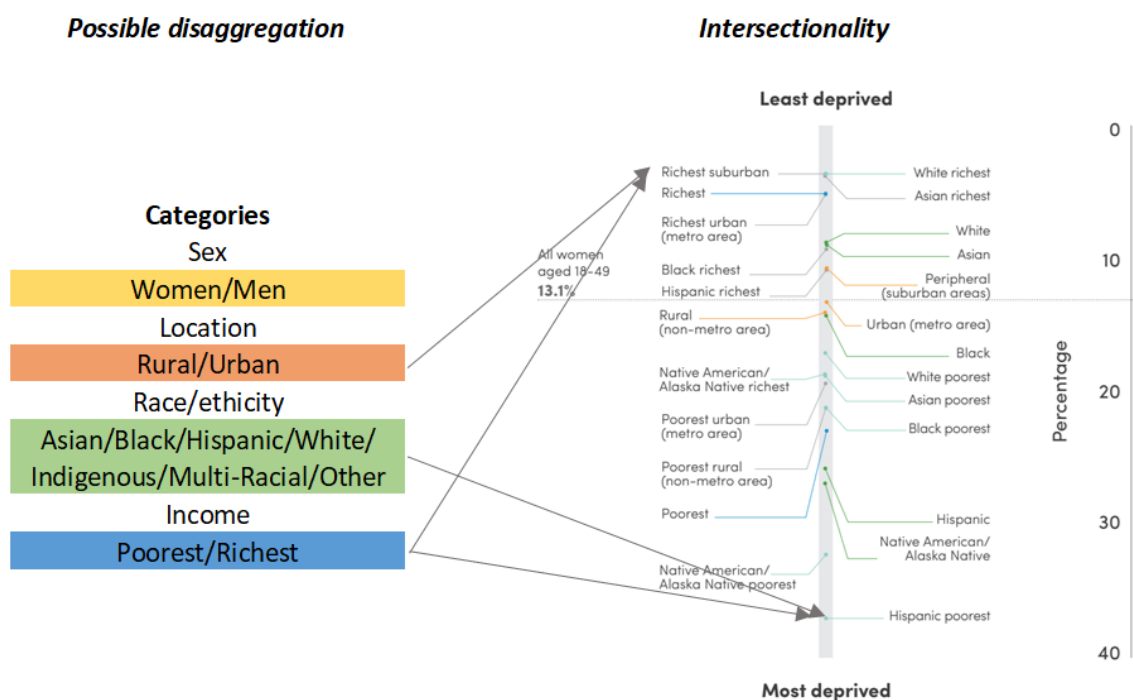 Possible disaggregation
Intersectionality
Categories
Sex
Women/Men
Location
Rural/Urban
Race/ethicity
Asian/Black/Hispanic/White/
Indigenous/Multi-Racial/Other
Income
Poorest/Richest
Least deprived
Richest suburban
Richest
Richest urban
(metro area)
All women
aged 18-49
13.1%
Black richest
Hispanic richest
Rural
(non-metro area)
Native American/
Alaska Native richest
Poorest urban
(metro area)
Poorest rural
(non-metro area)
Poorest
Native American/
Alaska Native poorest
White richest
Asian richest
White
Asian
Peripheral
(suburban areas)
Urban (metro area)
Black
White poorest
Asian poorest
Black poorest
Hispanic
Native American/
Alaska Native
Hispanic poorest
Percentage
0
10
20
30
40
Most deprived